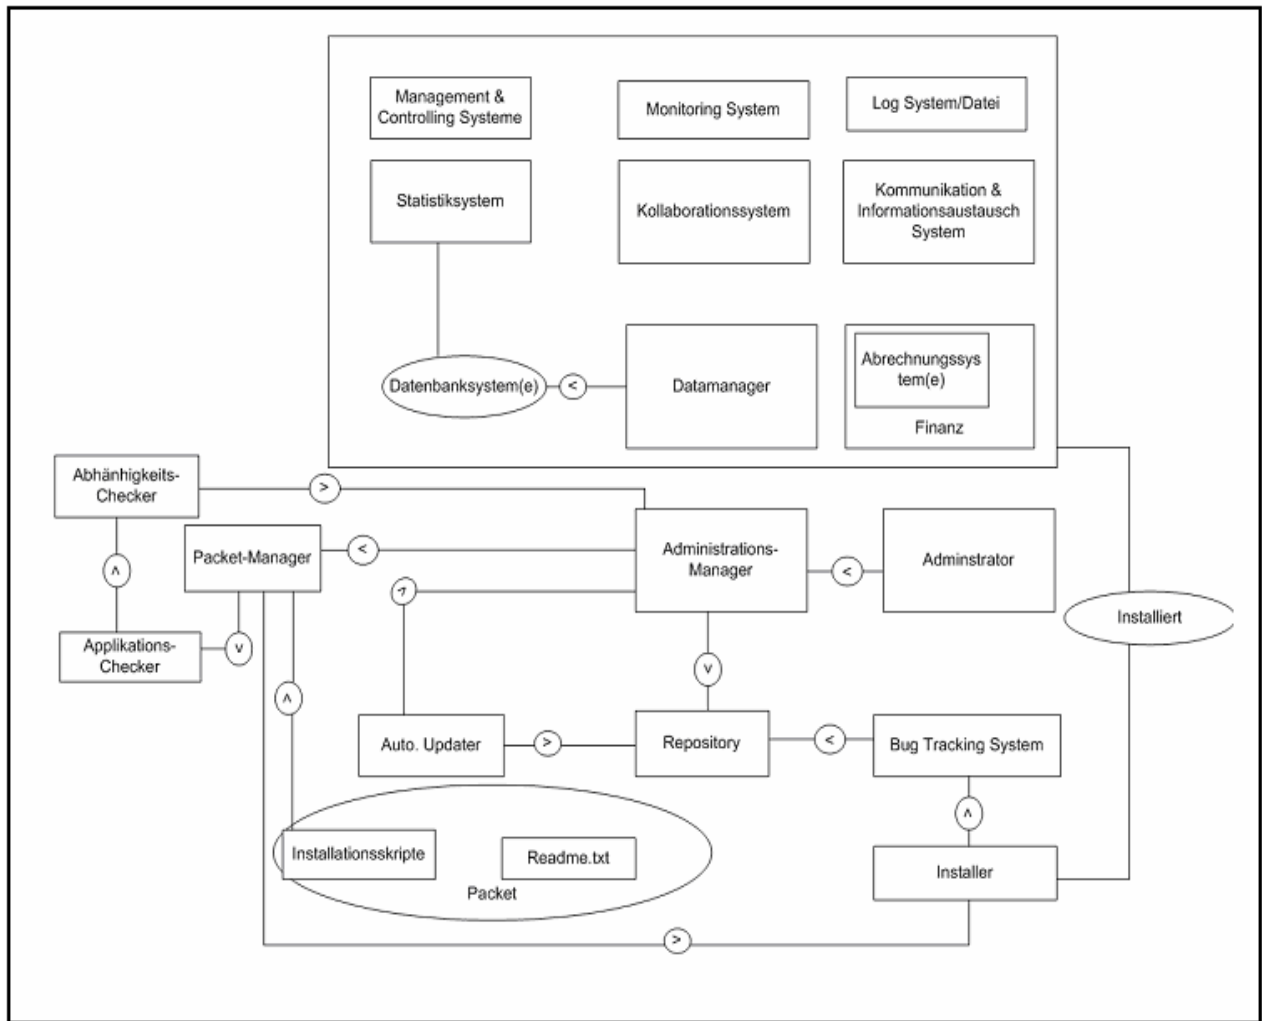 Management &
Controlling Systeme
Monitoring System
Log System/Datei
Statistiksystem
Kollaborationssystem
Kommunikation &
Informationsaustausch
System
Datenbanksystem(e)
<
Datamanager
Abrechnungssys
tem(e)
Finanz
Abhänhigkeits-
Checker
>
Packet-Manager
<
Administrations-
Manager
<
Adminstrator
^
<
Installiert
Applikations-
Checker
v
v
^
Auto. Updater
>
Repository
<
Bug Tracking System
^
Installationsskripte
Readme.txt
Packet
Installer
>